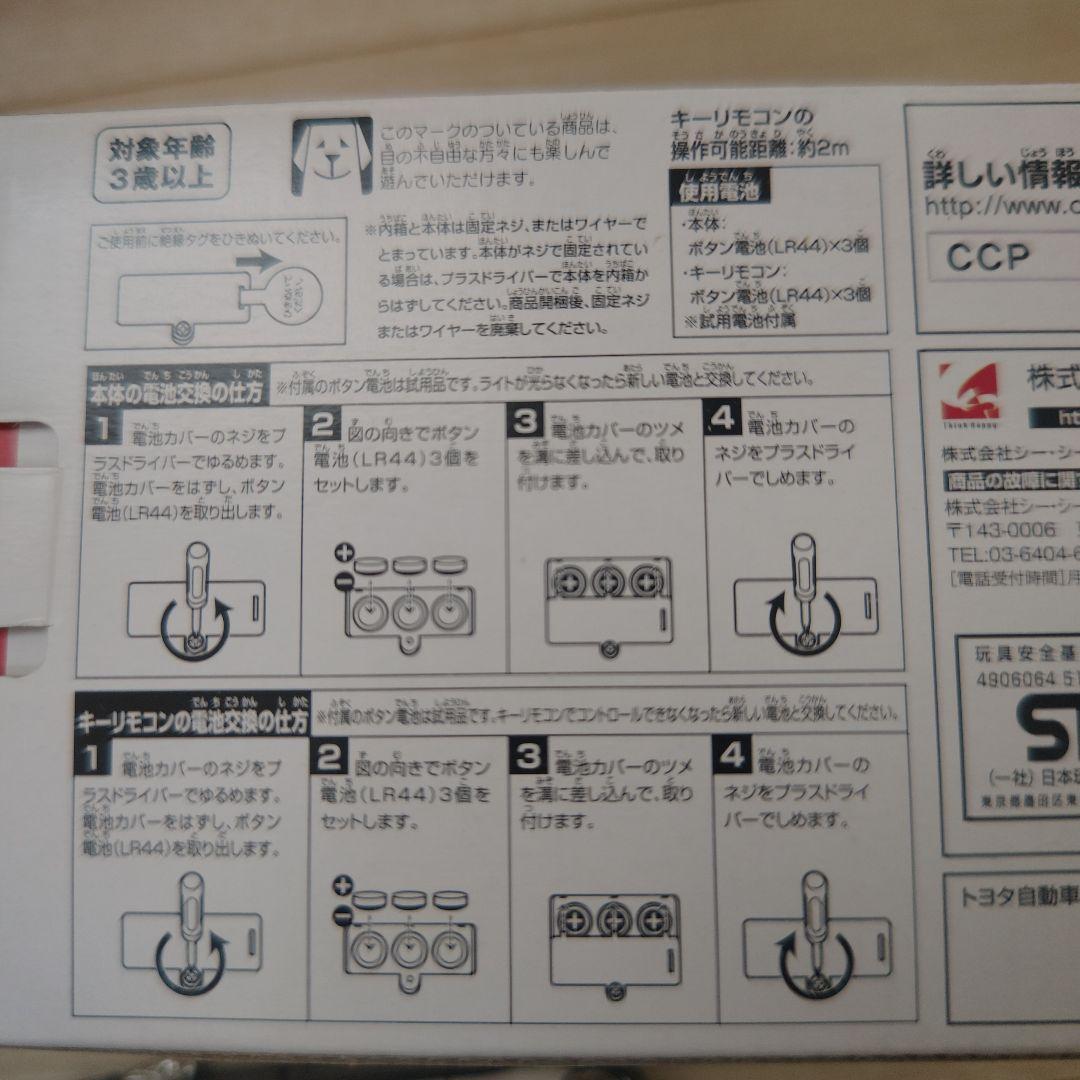 対象年齢
3歳以上
このマークのついている商品は、
目の不自由な方々にも楽しんで
遊んでいただけます。
キーリモコンの
操作可能距離:約2m
使用電池
・本体:
ボタン電池(LR44)×3個
・キーリモコン:
ボタン電池(LR44)×3個
※試用電池付属
ご使用前に絶縁タグをひきぬいてください。
※内箱と本体は固定ネジ、またはワイヤーで
とまっています。本体がネジで固定されてい
る場合は、プラスドライバーで本体を内箱か
らはずしてください。商品開梱後、固定ネジ
またはワイヤーを廃棄してください。
詳しい情報
http://www.c
CCP
本体の電池交換の仕方
※付属のボタン電池は試用品です。ライトが光らなくなったら新しい電池と交換してください。
1 電池カバーのネジをプ
ラスドライバーでゆるめます。
電池カバーをはずし、ボタン
電池(LR44)を取り出します。
2 図の向きでボタン
電池(LR44)3個を
セットします。
3 電池カバーのツメ
を溝に差し込んで、取り
付けます。
4 電池カバーの
ネジをプラスドライ
バーでしめます。
キーリモコンの電池交換の仕方
※付属のボタン電池は試用品です。キーリモコンでコントロールできなくなったら新しい電池と交換してください。
1 電池カバーのネジをプ
ラスドライバーでゆるめます。
電池カバーをはずし、ボタン
電池(LR44)を取り出します。
2 図の向きでボタン
電池(LR44)3個を
セットします。
3 電池カバーのツメ
を溝に差し込んで、取り
付けます。
4 電池カバーの
ネジをプラスドライ
バーでしめます。
Think Happy
株式
株式会社シー・シー
商品の故障に関
株式会社シー・シー
〒143-0006
TEL:03-6404-6
[電話受付時間]月
玩具安全基
4906064 51
S
(一社)日本玩
東京都墨田区東
トヨタ自動車